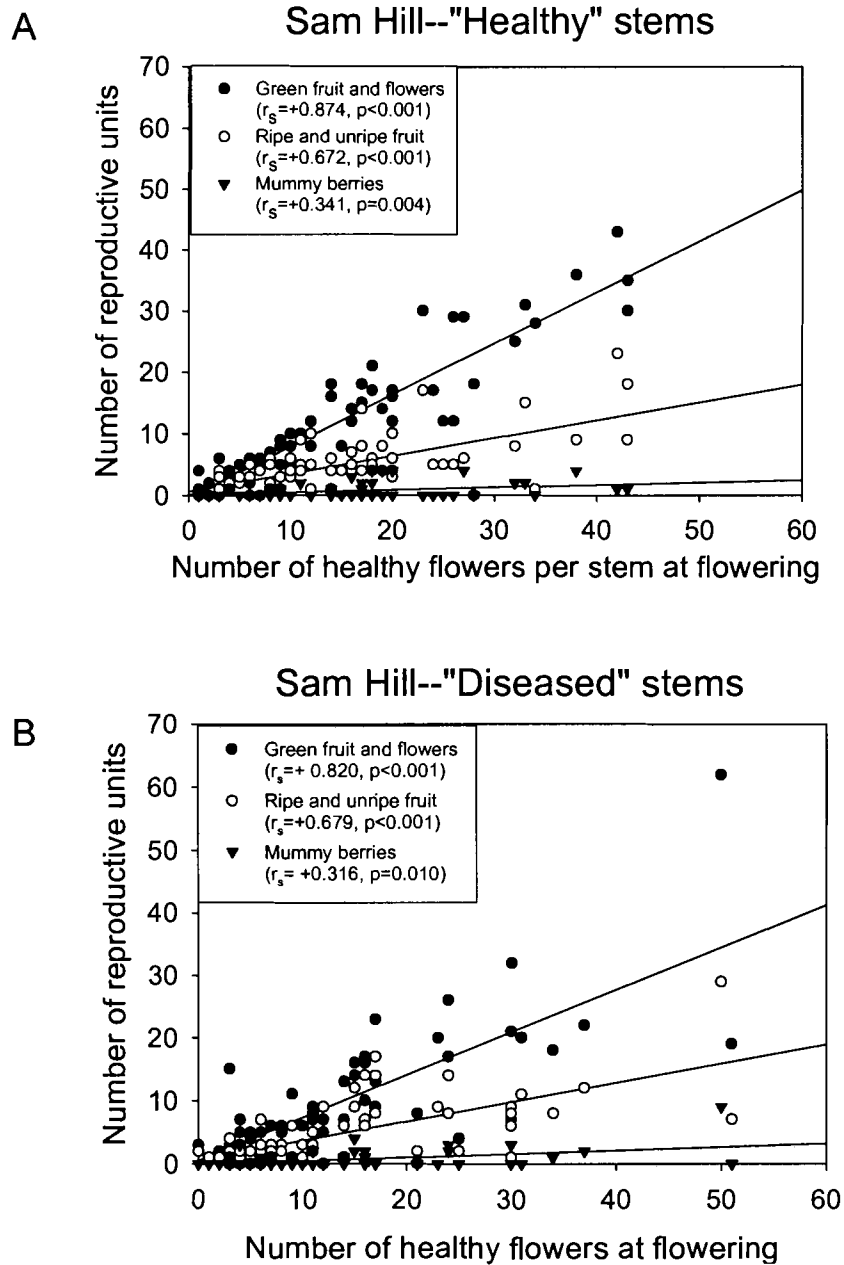 A
Sam Hill--"Healthy" stems
Number of reproductive units
70
60
50
40
30
20
10
0
Green fruit and flowers
(rs=+0.874, p<0.001)
Ripe and unripe fruit
(rs=+0.672, p<0.001)
Mummy berries
(rs=+0.341, p=0.004)
0 10 20 30 40 50 60
Number of healthy flowers per stem at flowering
B
Sam Hill--"Diseased" stems
Number of reproductive units
70
60
50
40
30
20
10
0
Green fruit and flowers
(rs=+ 0.820, p<0.001)
Ripe and unripe fruit
(rs=+0.679, p<0.001)
Mummy berries
(rs= +0.316, p=0.010)
0 10 20 30 40 50 60
Number of healthy flowers at flowering